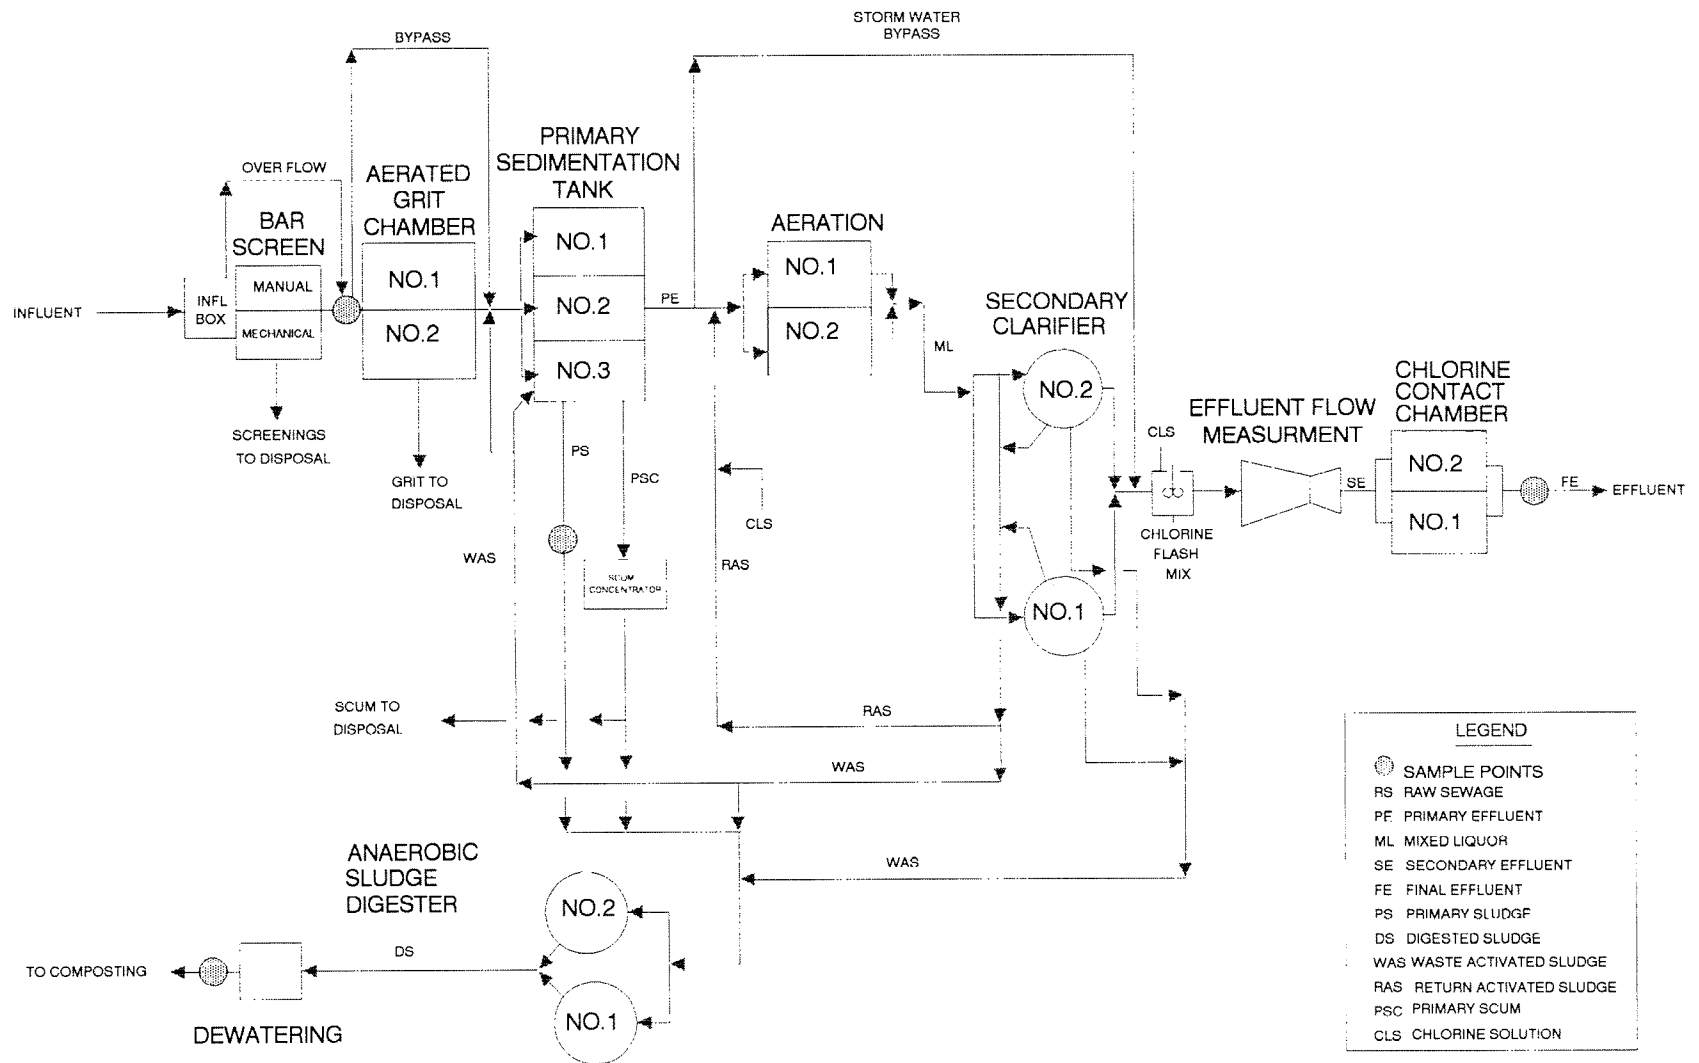 STORM WATER
BYPASS
BYPASS
OVER FLOW
BAR
SCREEN
AERATED
GRIT
CHAMBER
PRIMARY
SEDIMENTATION
TANK
AERATION
SECONDARY
CLARIFIER
EFFLUENT FLOW
MEASURMENT
CHLORINE
CONTACT
CHAMBER
INFLUENT
INFL
BOX
MANUAL
MECHANICAL
NO.1
NO.2
NO.1
NO.2
NO.3
PE
NO.1
NO.2
ML
NO.2
NO.1
CLS
CHLORINE
FLASH
MIX
SE
NO.2
NO.1
FE
EFFLUENT
SCREENINGS
TO DISPOSAL
GRIT TO
DISPOSAL
PS
PSC
WAS
CLS
RAS
SCUM
CONCENTRATOR
SCUM TO
DISPOSAL
RAS
WAS
WAS
ANAEROBIC
SLUDGE
DIGESTER
NO.2
NO.1
DS
TO COMPOSTING
DEWATERING
LEGEND
SAMPLE POINTS
RS RAW SEWAGE
PE PRIMARY EFFLUENT
ML MIXED LIQUOR
SE SECONDARY EFFLUENT
FE FINAL EFFLUENT
PS PRIMARY SLUDGE
DS DIGESTED SLUDGE
WAS WASTE ACTIVATED SLUDGE
RAS RETURN ACTIVATED SLUDGE
PSC PRIMARY SCUM
CLS CHLORINE SOLUTION